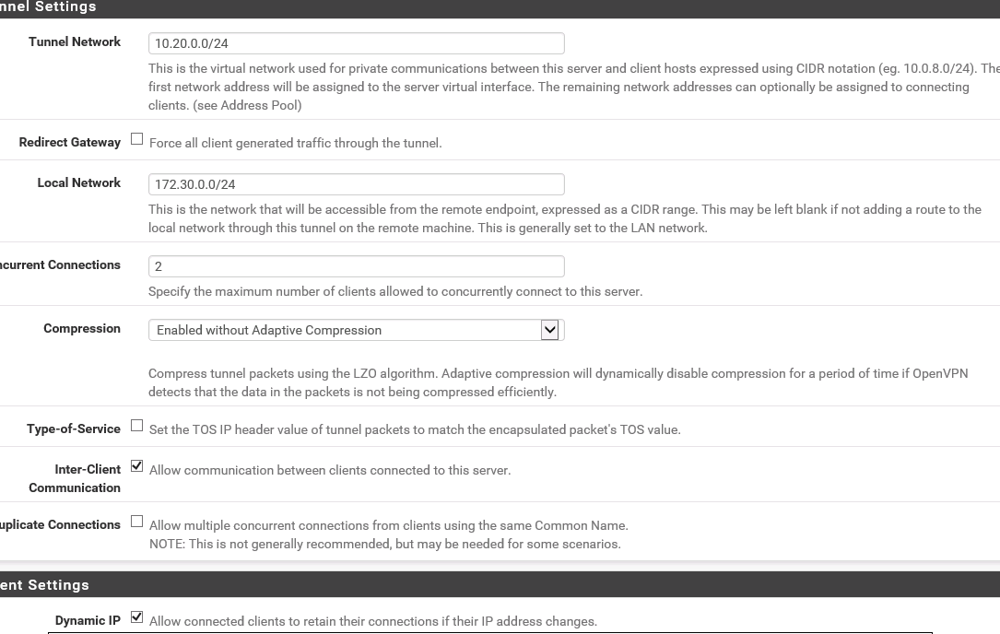 nnel Settings
Tunnel Network
10.20.0.0/24
This is the virtual network used for private communications between this server and client hosts expressed using CIDR notation (eg. 10.0.8.0/24). The
first network address will be assigned to the server virtual interface. The remaining network addresses can optionally be assigned to connecting
clients. (see Address Pool)
Redirect Gateway
Force all client generated traffic through the tunnel.
Local Network
172.30.0.0/24
This is the network that will be accessible from the remote endpoint, expressed as a CIDR range. This may be left blank if not adding a route to the
local network through this tunnel on the remote machine. This is generally set to the LAN network.
ncurrent Connections
2
Specify the maximum number of clients allowed to concurrently connect to this server.
Compression
Enabled without Adaptive Compression
Compress tunnel packets using the LZO algorithm. Adaptive compression will dynamically disable compression for a period of time if OpenVPN
detects that the data in the packets is not being compressed efficiently.
Type-of-Service
Set the TOS IP header value of tunnel packets to match the encapsulated packet's TOS value.
Inter-Client
Communication
Allow communication between clients connected to this server.
uplicate Connections
Allow multiple concurrent connections from clients using the same Common Name.
NOTE: This is not generally recommended, but may be needed for some scenarios.
ent Settings
Dynamic IP
Allow connected clients to retain their connections if their IP address changes.